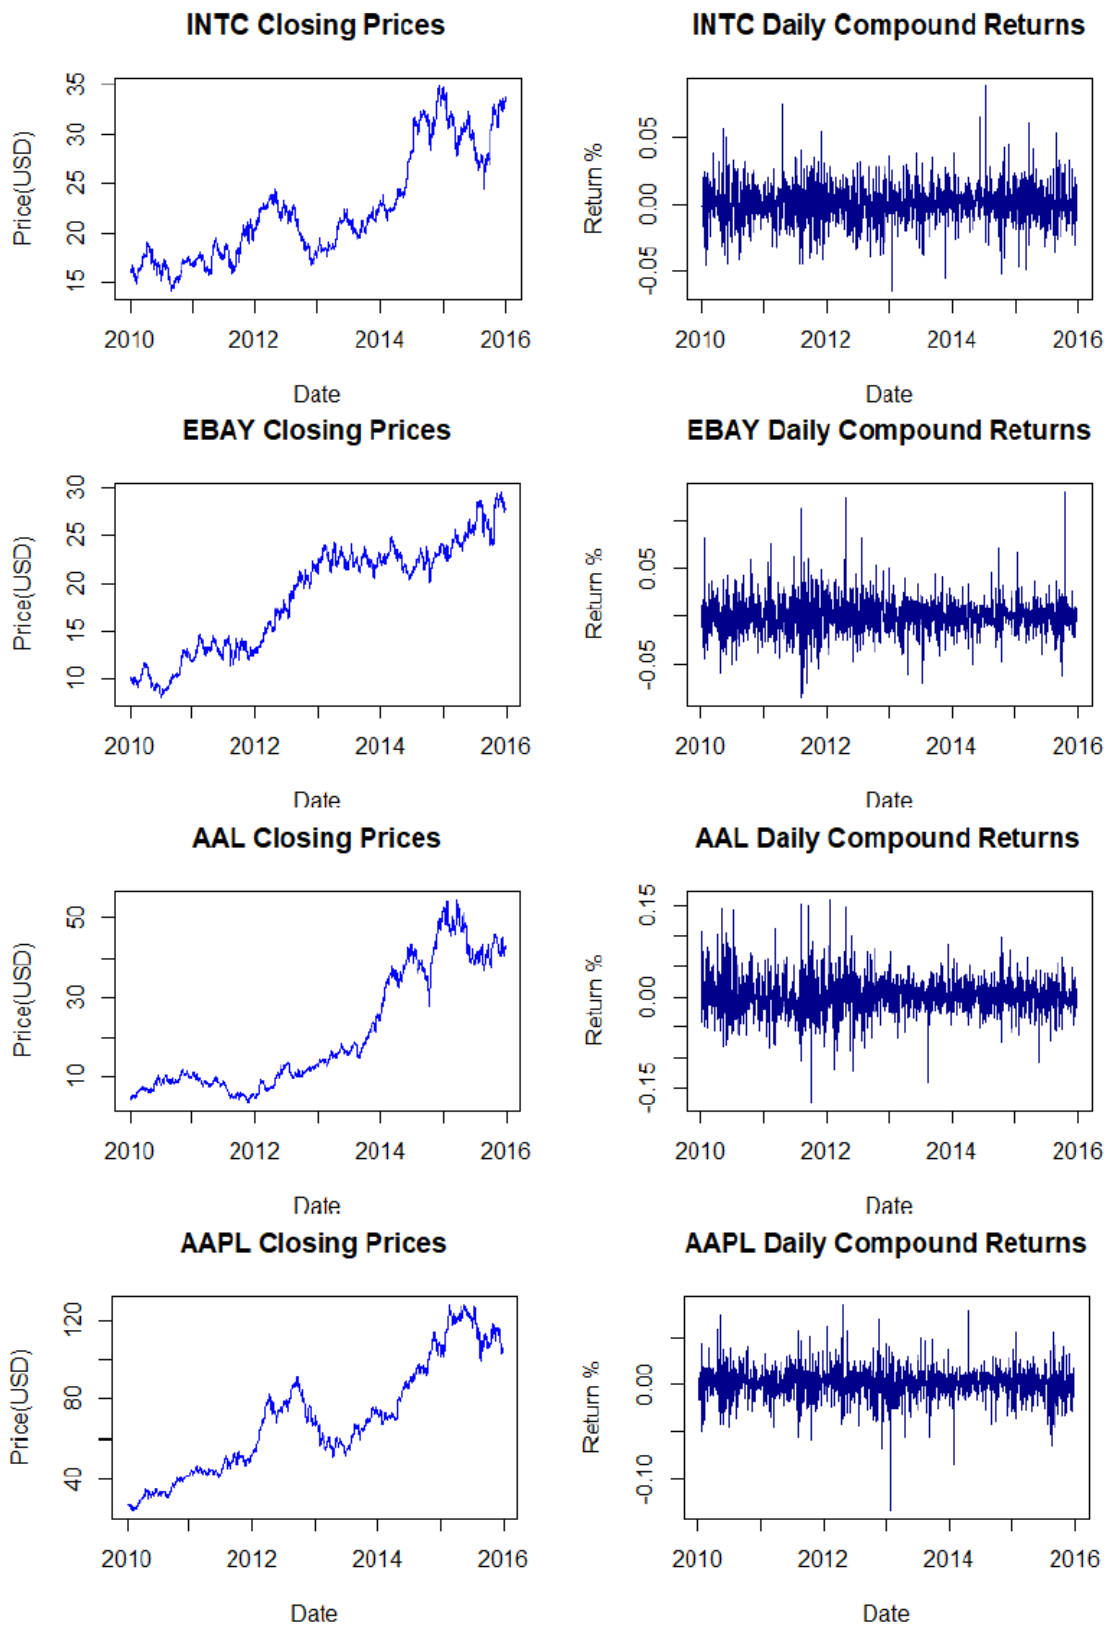 INTC Closing Prices
INTC Daily Compound Returns
Price(USD)
35
30
25
20
15
2010 2012 2014 2016
Date
Return %
0.05
0.00
-0.05
2010 2012 2014 2016
Date
EBAY Closing Prices
EBAY Daily Compound Returns
Price(USD)
30
25
20
15
10
2010 2012 2014 2016
Date
Return %
0.05
-0.05
2010 2012 2014 2016
Date
AAL Closing Prices
AAL Daily Compound Returns
Price(USD)
50
30
10
2010 2012 2014 2016
Date
Return %
0.15
0.00
-0.15
2010 2012 2014 2016
Date
AAPL Closing Prices
AAPL Daily Compound Returns
Price(USD)
120
80
40
2010 2012 2014 2016
Date
Return %
0.00
-0.10
2010 2012 2014 2016
Date